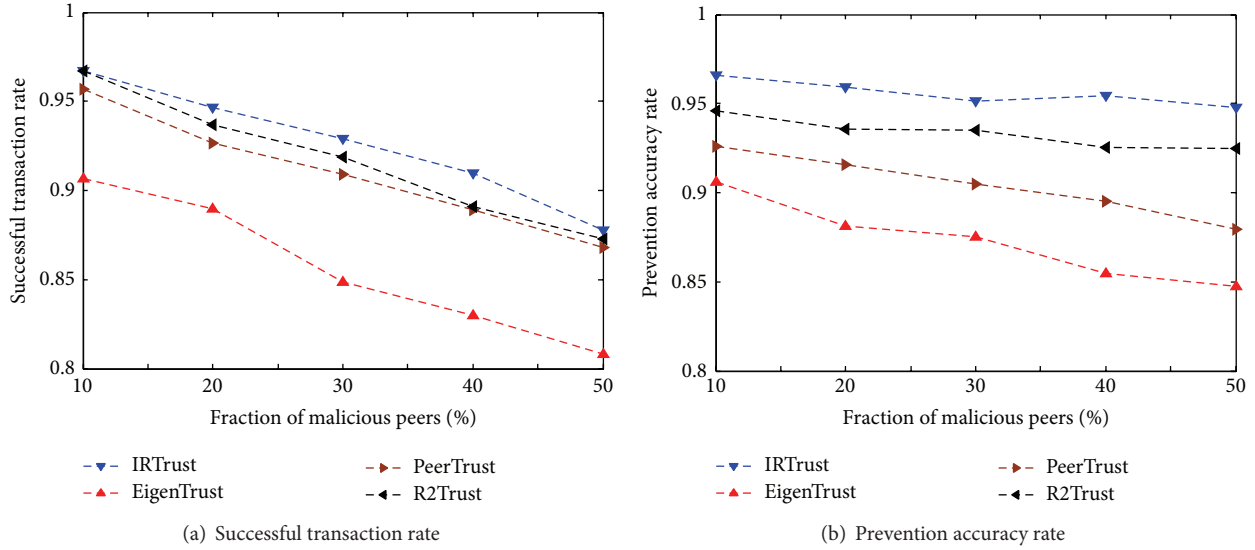 1
0.95
0.9
0.85
0.8
Successful transaction rate
10 20 30 40 50
Fraction of malicious peers (%)
IRTrust
EigenTrust
PeerTrust
R2Trust
(a) Successful transaction rate
1
0.95
0.9
0.85
0.8
Prevention accuracy rate
10 20 30 40 50
Fraction of malicious peers (%)
IRTrust
EigenTrust
PeerTrust
R2Trust
(b) Prevention accuracy rate